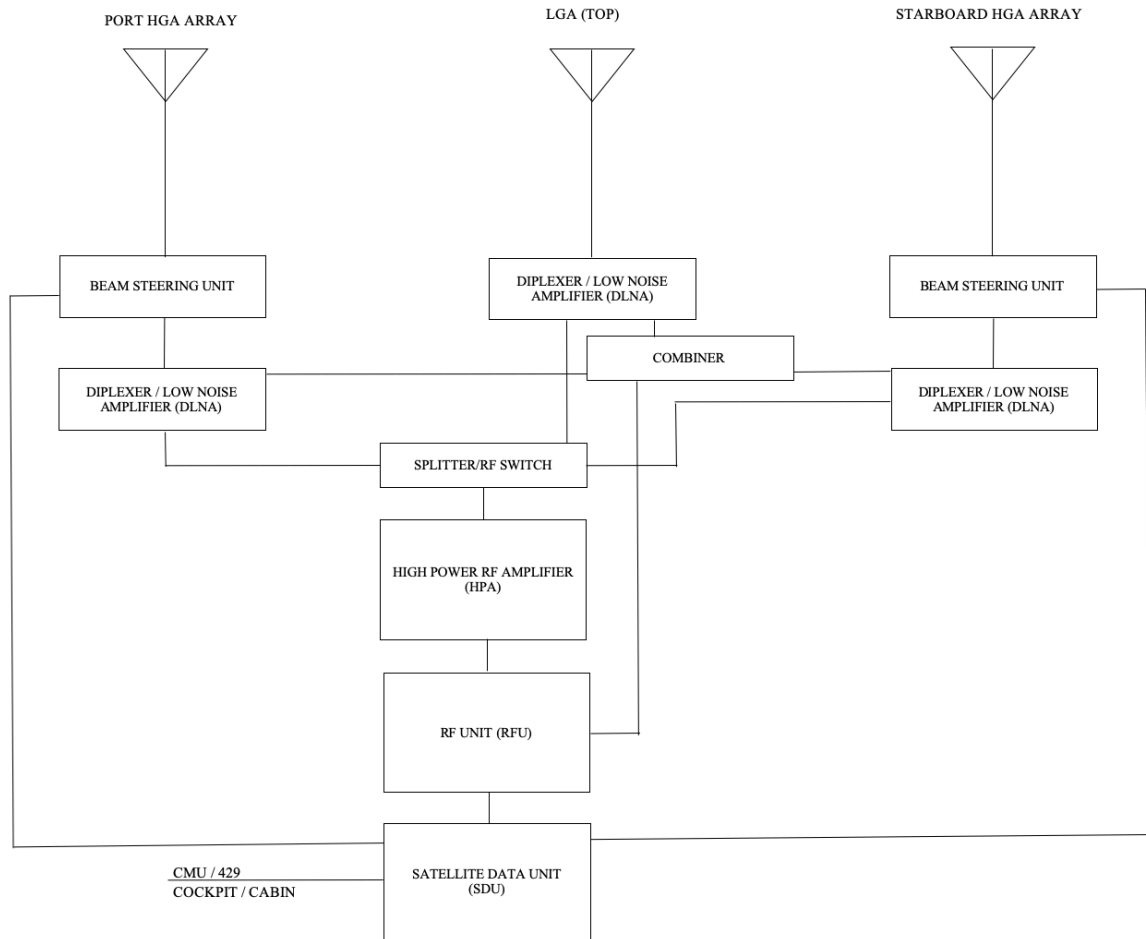 PORT HGA ARRAY
LGA (TOP)
STARBOARD HGA ARRAY
BEAM STEERING UNIT
DIPLEXER / LOW NOISE
AMPLIFIER (DLNA)
BEAM STEERING UNIT
COMBINER
DIPLEXER / LOW NOISE
AMPLIFIER (DLNA)
DIPLEXER / LOW NOISE
AMPLIFIER (DLNA)
SPLITTER/RF SWITCH
HIGH POWER RF AMPLIFIER
(HPA)
RF UNIT (RFU)
SATELLITE DATA UNIT
(SDU)
CMU / 429
COCKPIT / CABIN